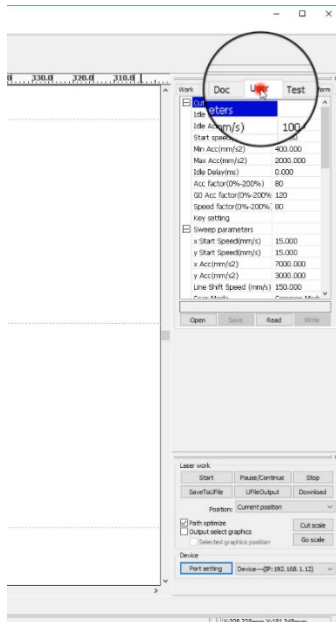 330.0 320.0 310.0
Work Doc User Test
Cut
eters
Idle
Idle A mm/s) 100
Start speed
Min Acc(mm/s2) 400.000
Max Acc(mm/s2) 2000.000
Idle Delay(ms) 0.000
Acc factor(0%-200%) 80
G0 Acc factor(0%-200% 120
Speed factor(0%-200% 80
Key setting
Sweep parameters
x Start Speed(mm/s) 15.000
y Start Speed(mm/s) 15.000
x Acc(mm/s2) 7000.000
y Acc(mm/s2) 3000.000
Line Shift Speed (mm/s) 150.000
Open Save Read Write
Laser work
Start Pause/Continue Stop
SaveToUFile UFileOutput Download
Position: Current position
Path optimize Cut scale
Output select graphics
Selected graphics position Go scale
Device
Port setting Device---(IP:192.168.1.12)